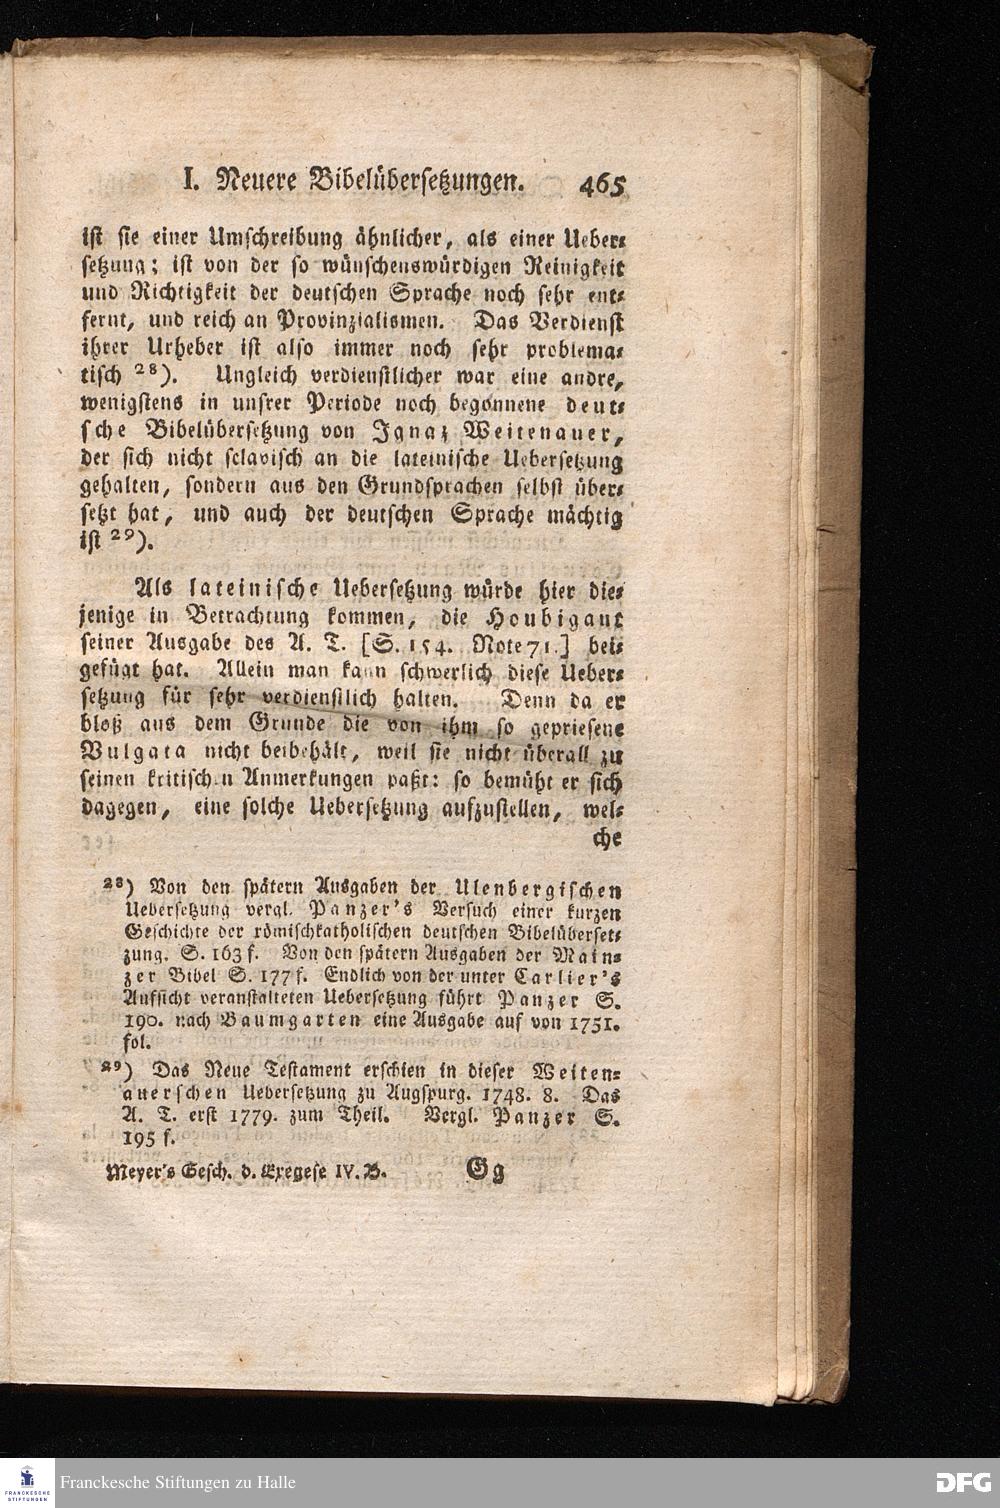 I. Neuere Bibelübersetzungen. 465
ist sie einer Umschreibung ähnlicher, als einer Ueber-
setzung; ist von der so wünschenswürdigen Reinigkeit
und Richtigkeit der deutschen Sprache noch sehr ent-
fernt, und reich an Provinzialismen. Das Verdienst
ihrer Urheber ist also immer noch sehr problema-
tisch 28). Ungleich verdienstlicher war eine andre,
wenigstens in unsrer Periode noch begonnene deut-
sche Bibelübersetzung von Ignaz Weitenauer,
der sich nicht sclavisch an die lateinische Uebersetzung
gehalten, sondern aus den Grundsprachen selbst über-
setzt hat, und auch der deutschen Sprache mächtig
ist 29).
Als lateinische Uebersetzung würde hier die-
jenige in Betrachtung kommen, die Houbigant
seiner Ausgabe des A. T. [S. 154. Note 71.] bei-
gefügt hat. Allein man kann schwerlich diese Ueber-
setzung für sehr verdienstlich halten. Denn da er
bloß aus dem Grunde die von ihm so gepriesene
Vulgata nicht beibehält, weil sie nicht überall zu
seinen kritischen Anmerkungen paßt: so bemüht er sich
dagegen, eine solche Uebersetzung aufzustellen, wel-
che
28) Von den spätern Ausgaben der Ulenbergischen
Uebersetzung vergl. Panzer's Versuch einer kurzen
Geschichte der römischkatholischen deutschen Bibelüberset-
zung. S. 163 f. Von den spätern Ausgaben der Main-
zer Bibel S. 177 f. Endlich von der unter Carlier's
Aufsicht veranstalteten Uebersetzung führt Panzer S.
190. nach Baumgarten eine Ausgabe auf von 1751.
fol.
29) Das Neue Testament erschien in dieser Weiten-
auerschen Uebersetzung zu Augspurg. 1748. 8. Das
A. T. erst 1779. zum Theil. Vergl. Panzer S.
195 f.
Meyer's Gesch. d. Exegese IV. B. Gg
FRANCKESCHE
STIFTUNGEN
Franckesche Stiftungen zu Halle
DFG